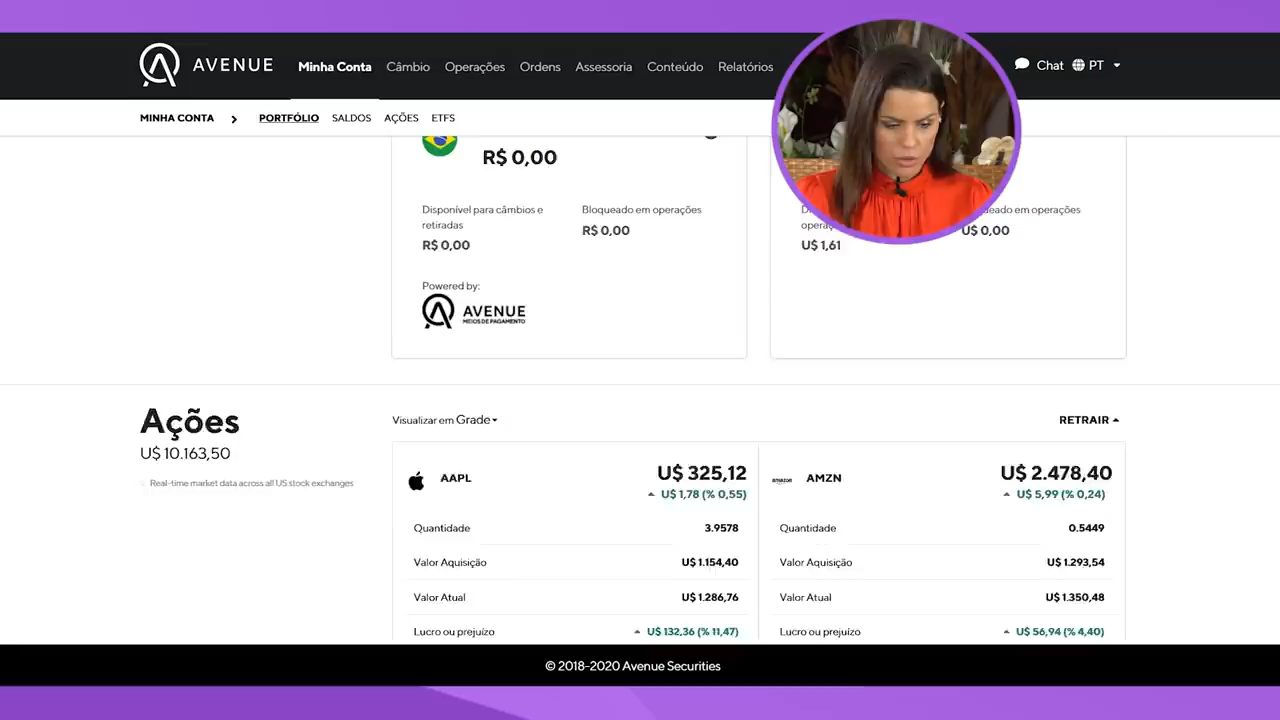 AVENUE
Minha Conta Câmbio Operações Ordens Assessoria Conteúdo Relatórios Chat PT
MINHA CONTA PORTFÓLIO SALDOS AÇÕES ETFS
R$ 0,00
Disponível para câmbios e
retiradas
R$ 0,00
Bloqueado em operações
R$ 0,00
Powered by:
AVENUE
MEIOS DE PAGAMENTO
em operações
U$ 1,61
U$ 0,00
Ações
U$ 10.163,50
Real-time market data across all US stock exchanges
Visualizar em Grade
RETRAIR
AAPL
U$ 325,12
U$ 1,78 (% 0,55)
Quantidade 3.9578
Valor Aquisição U$ 1.154,40
Valor Atual U$ 1.286,76
Lucro ou prejuízo U$ 132,36 (% 11,47)
amazon AMZN
U$ 2.478,40
U$ 5,99 (% 0,24)
Quantidade 0.5449
Valor Aquisição U$ 1.293,54
Valor Atual U$ 1.350,48
Lucro ou prejuízo U$ 56,94 (% 4,40)
© 2018-2020 Avenue Securities